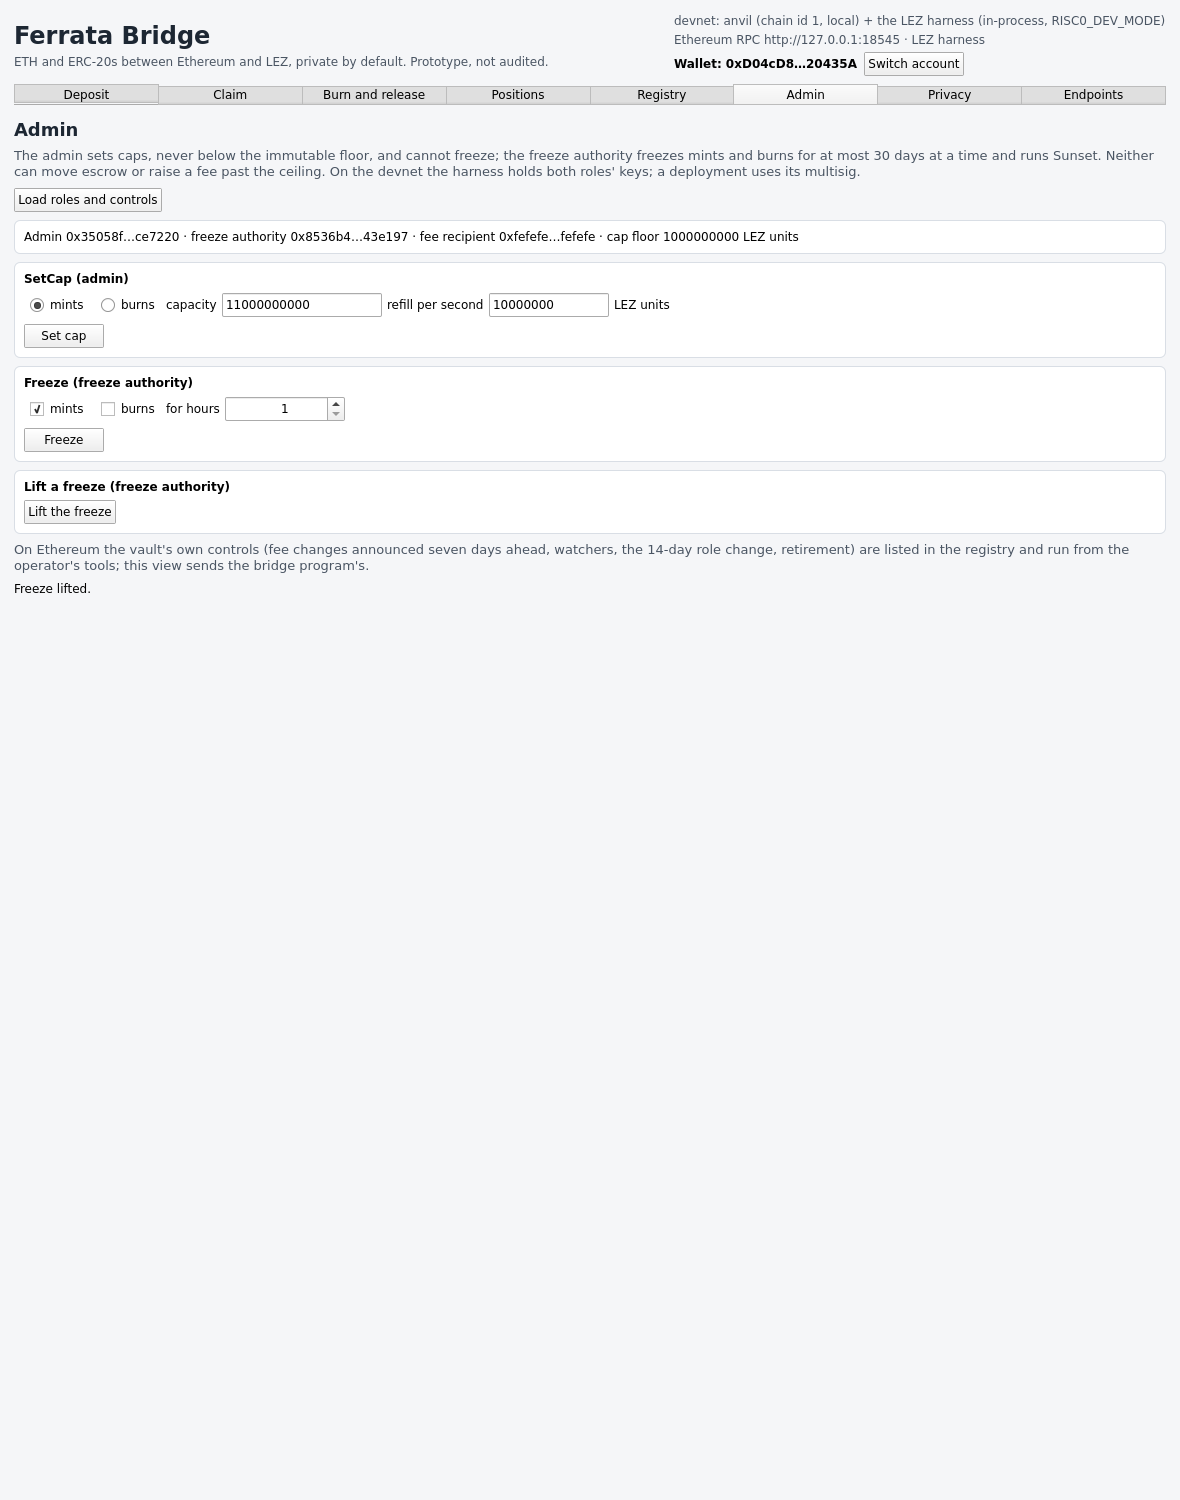 Ferrata Bridge
ETH and ERC-20s between Ethereum and LEZ, private by default. Prototype, not audited.
devnet: anvil (chain id 1, local) + the LEZ harness (in-process, RISC0_DEV_MODE)
Ethereum RPC http://127.0.0.1:18545 · LEZ harness
Wallet: 0xD04cD8…20435A Switch account
Deposit Claim Burn and release Positions Registry Admin Privacy Endpoints
Admin
The admin sets caps, never below the immutable floor, and cannot freeze; the freeze authority freezes mints and burns for at most 30 days at a time and runs Sunset. Neither
can move escrow or raise a fee past the ceiling. On the devnet the harness holds both roles' keys; a deployment uses its multisig.
Load roles and controls
Admin 0x35058f…ce7220 · freeze authority 0x8536b4…43e197 · fee recipient 0xfefefe…fefefe · cap floor 1000000000 LEZ units
SetCap (admin)
mints burns capacity 11000000000 refill per second 10000000 LEZ units
Set cap
Freeze (freeze authority)
mints burns for hours 1
Freeze
Lift a freeze (freeze authority)
Lift the freeze
On Ethereum the vault's own controls (fee changes announced seven days ahead, watchers, the 14-day role change, retirement) are listed in the registry and run from the
operator's tools; this view sends the bridge program's.
Freeze lifted.